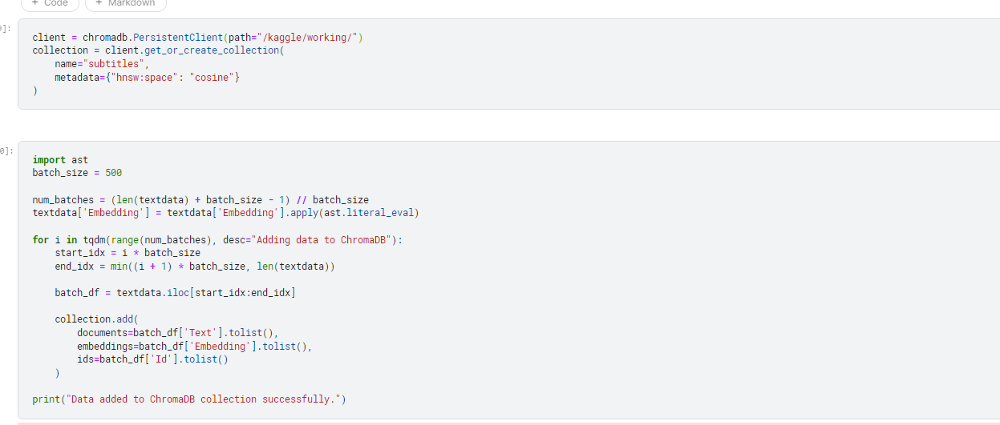 + Code + Markdown
]:
client = chromadb.PersistentClient(path="/kaggle/working/")
collection = client.get_or_create_collection(
    name="subtitles",
    metadata={"hnsw:space": "cosine"}
)
0]:
import ast
batch_size = 500

num_batches = (len(textdata) + batch_size - 1) // batch_size
textdata['Embedding'] = textdata['Embedding'].apply(ast.literal_eval)

for i in tqdm(range(num_batches), desc="Adding data to ChromaDB"):
    start_idx = i * batch_size
    end_idx = min((i + 1) * batch_size, len(textdata))

    batch_df = textdata.iloc[start_idx:end_idx]

    collection.add(
        documents=batch_df['Text'].tolist(),
        embeddings=batch_df['Embedding'].tolist(),
        ids=batch_df['Id'].tolist()
    )

print("Data added to ChromaDB collection successfully.")